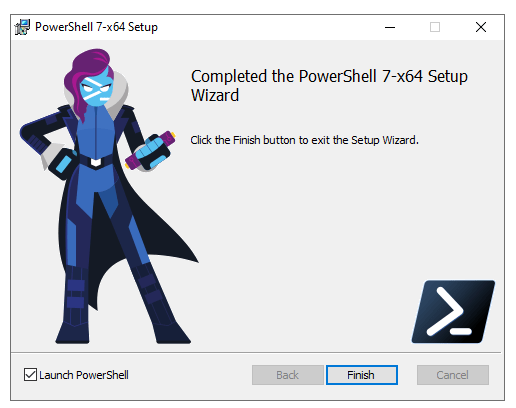 PowerShell 7-x64 Setup
Completed the PowerShell 7-x64 Setup
Wizard
Click the Finish button to exit the Setup Wizard.
Launch PowerShell
Back
Finish
Cancel